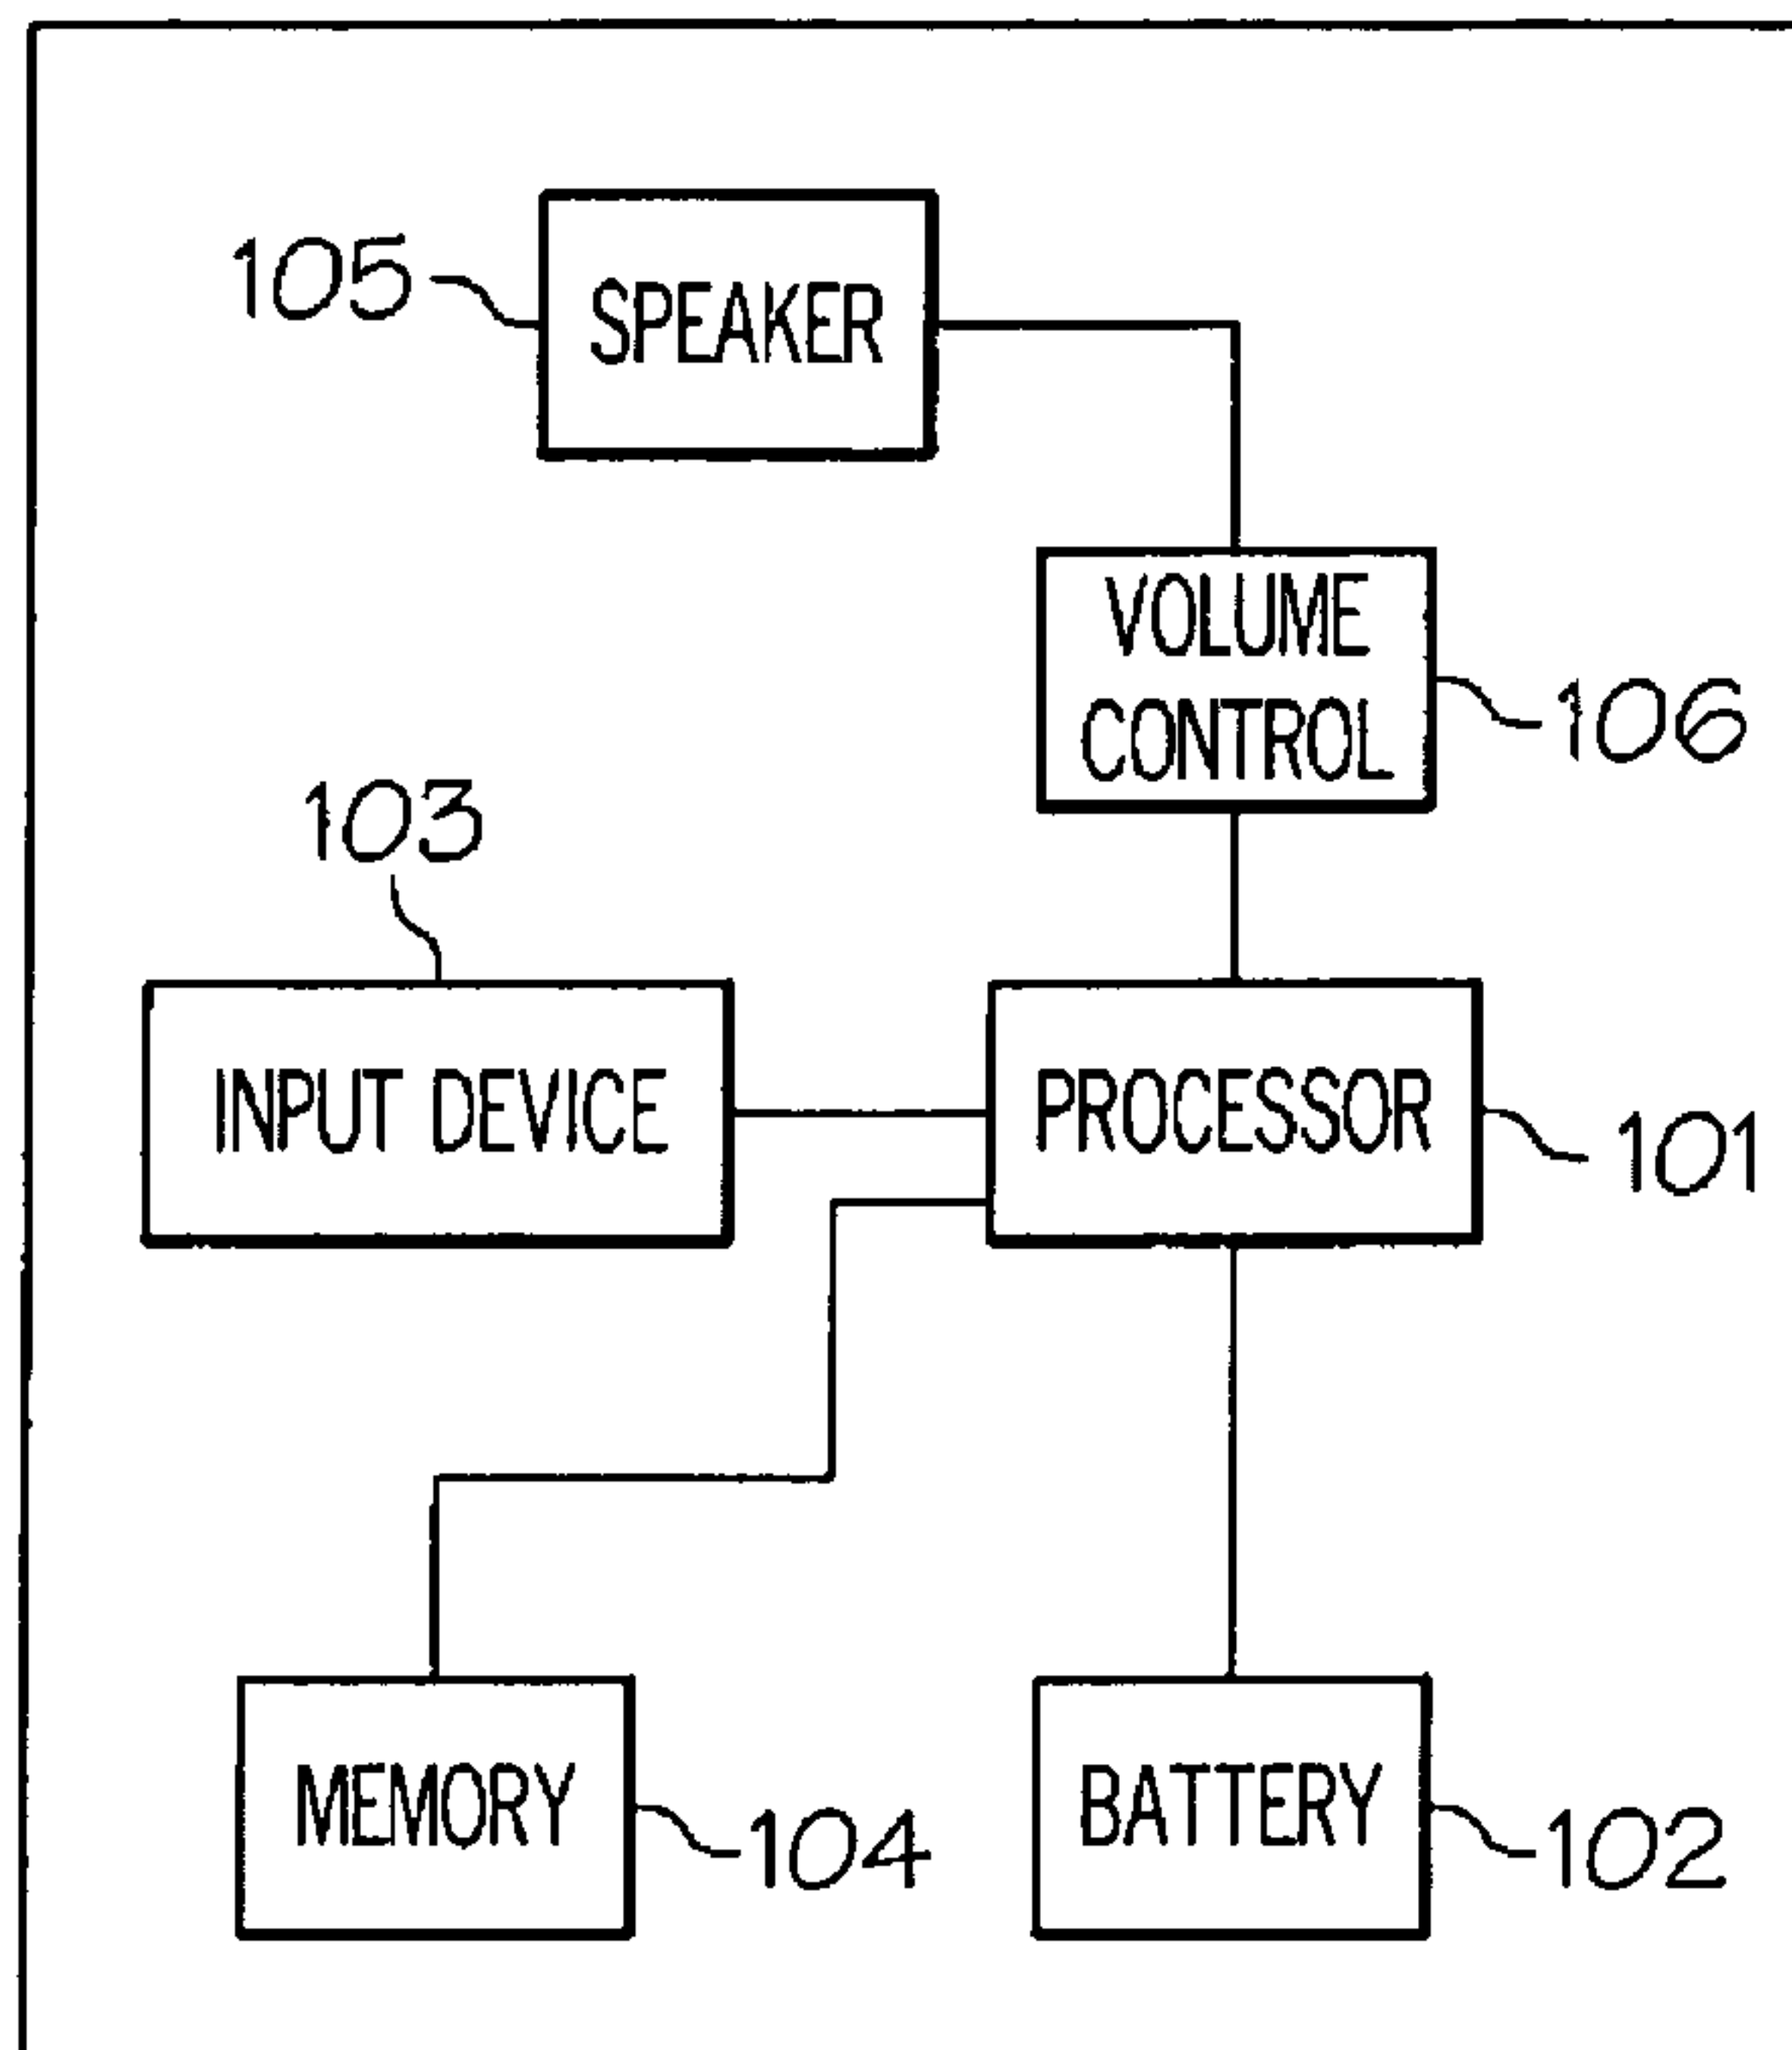 105
SPEAKER
VOLUME
CONTROL
106
103
INPUT DEVICE
PROCESSOR
101
MEMORY
104
BATTERY
102